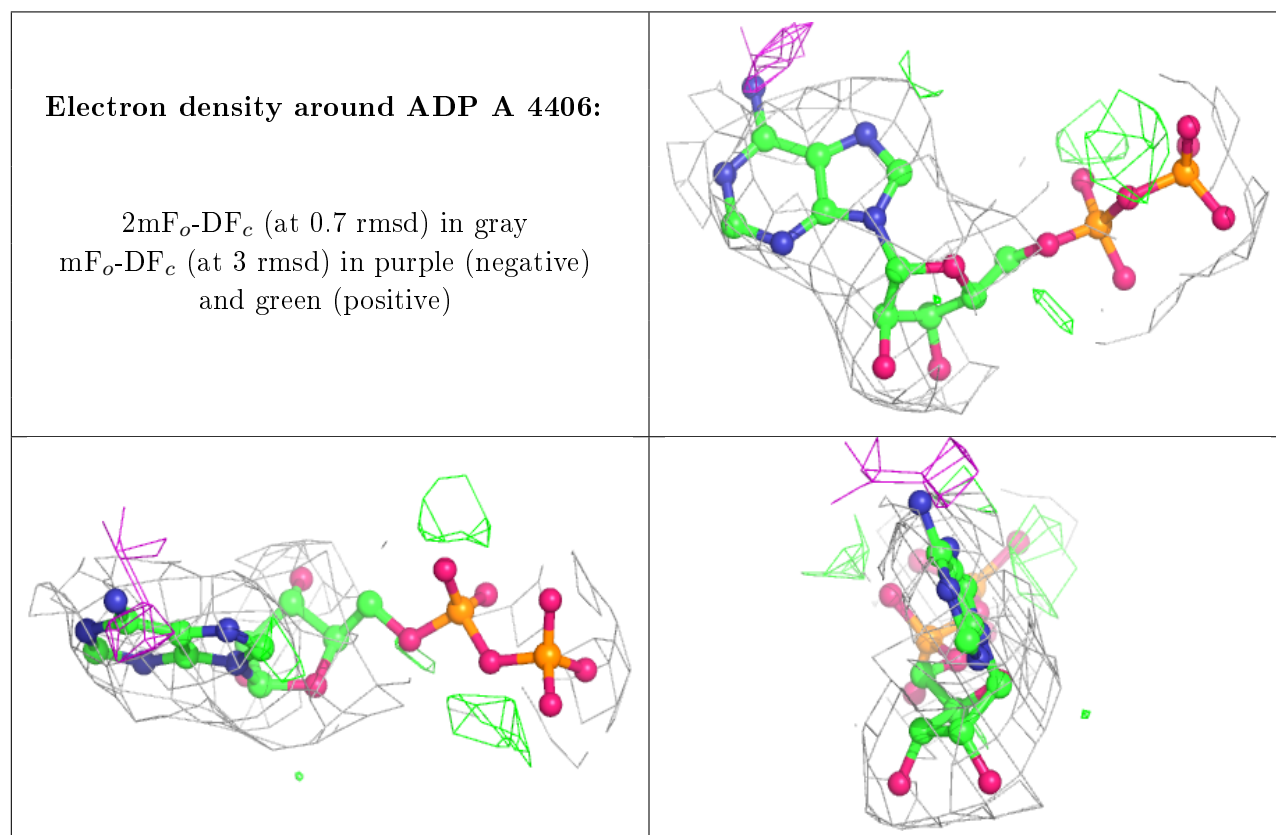 Electron density around ADP A 4406:
2mFo-DFc (at 0.7 rmsd) in gray
mFo-DFc (at 3 rmsd) in purple (negative)
and green (positive)